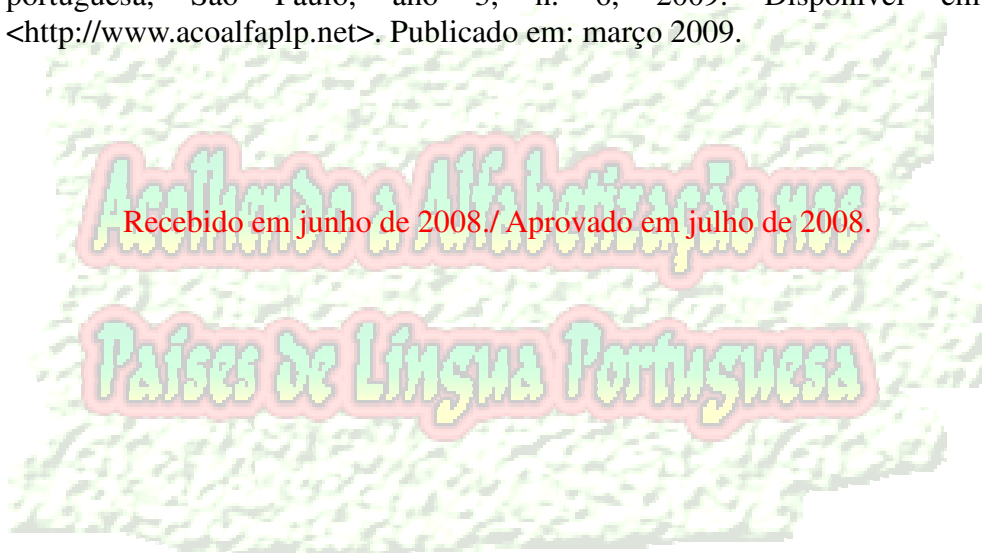 portuguesa, São Paulo, ano 3, n. 6, 2009. Disponível em
<http://www.acoalfaplp.net>. Publicado em: março 2009.
Acolhendo a Alfabetização nos
Recebido em junho de 2008./ Aprovado em julho de 2008.
Países de Língua Portuguesa